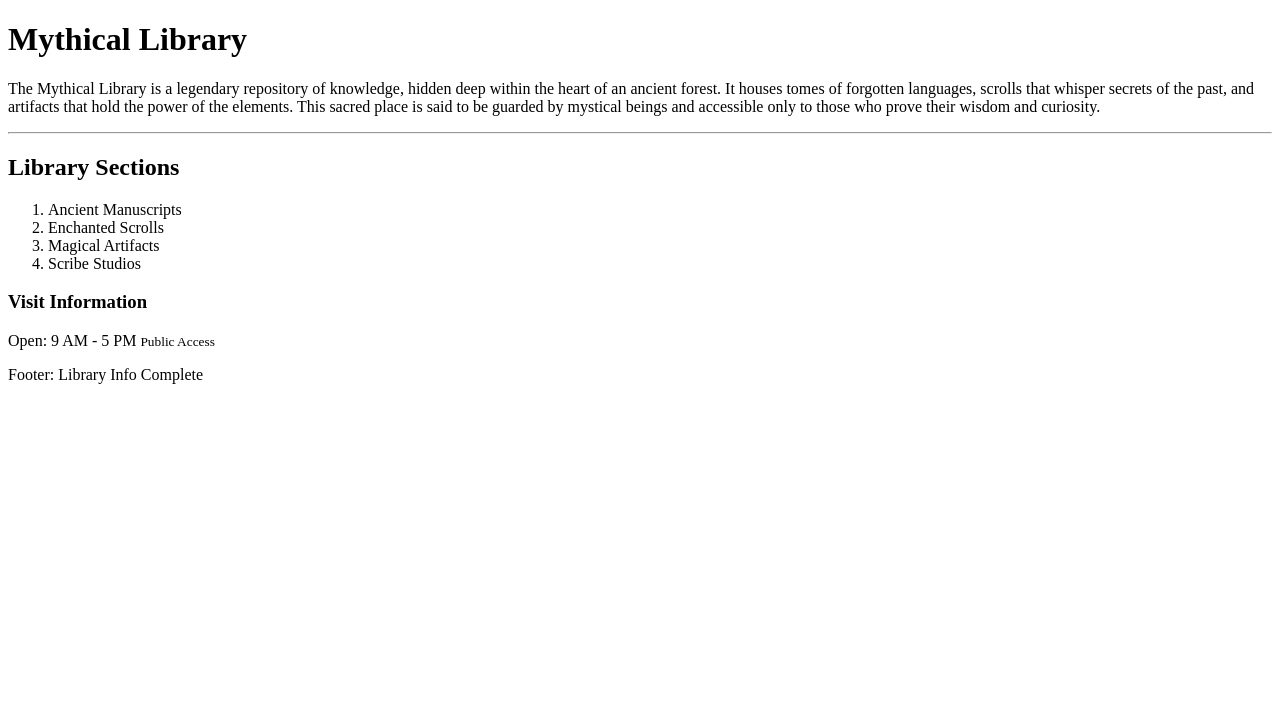 Mythical Library
The Mythical Library is a legendary repository of knowledge, hidden deep within the heart of an ancient forest. It houses tomes of forgotten languages, scrolls that whisper secrets of the past, and
artifacts that hold the power of the elements. This sacred place is said to be guarded by mystical beings and accessible only to those who prove their wisdom and curiosity.
Library Sections
1. Ancient Manuscripts
2. Enchanted Scrolls
3. Magical Artifacts
4. Scribe Studios
Visit Information
Open: 9 AM - 5 PM Public Access
Footer: Library Info Complete